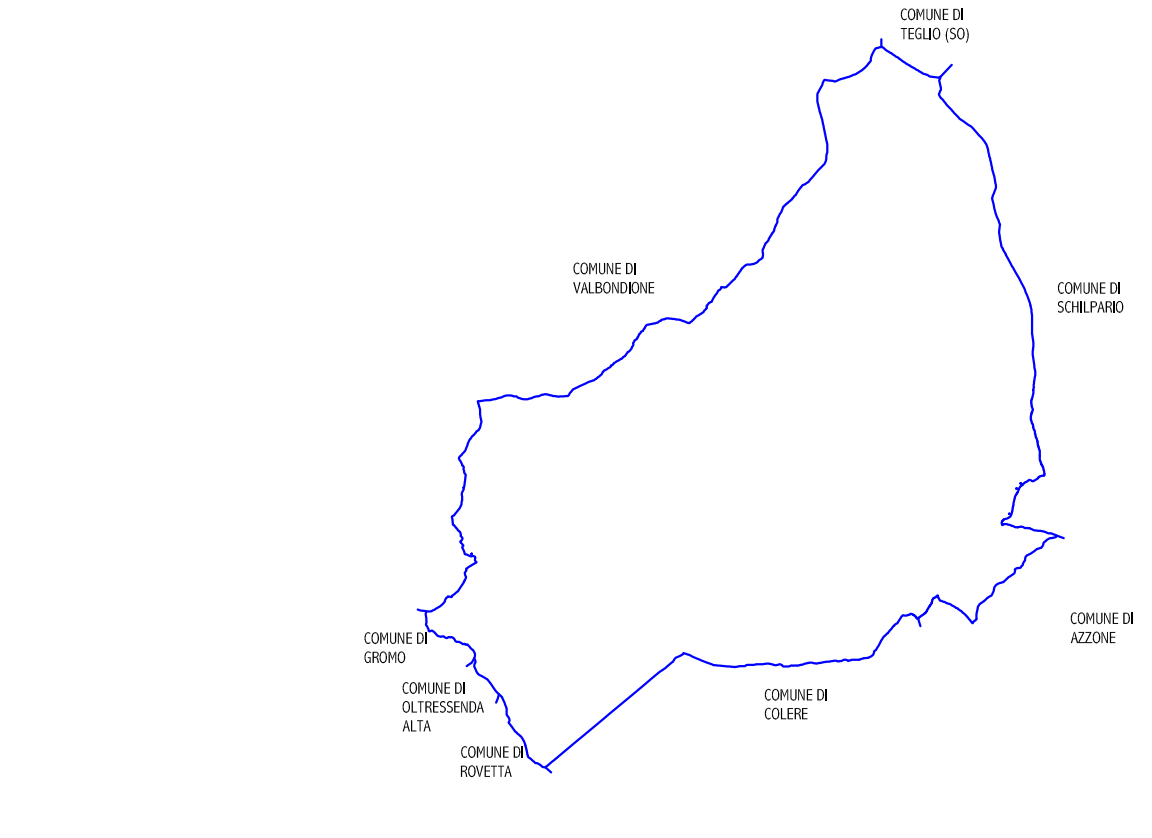 COMUNE DI
TEGLIO (SO)
COMUNE DI
VALBONDIONE
COMUNE DI
SCHILPARIO
COMUNE DI
AZZONE
COMUNE DI
GROMO
COMUNE DI
OLTRESSENDA
ALTA
COMUNE DI
COLERE
COMUNE DI
ROVETTA